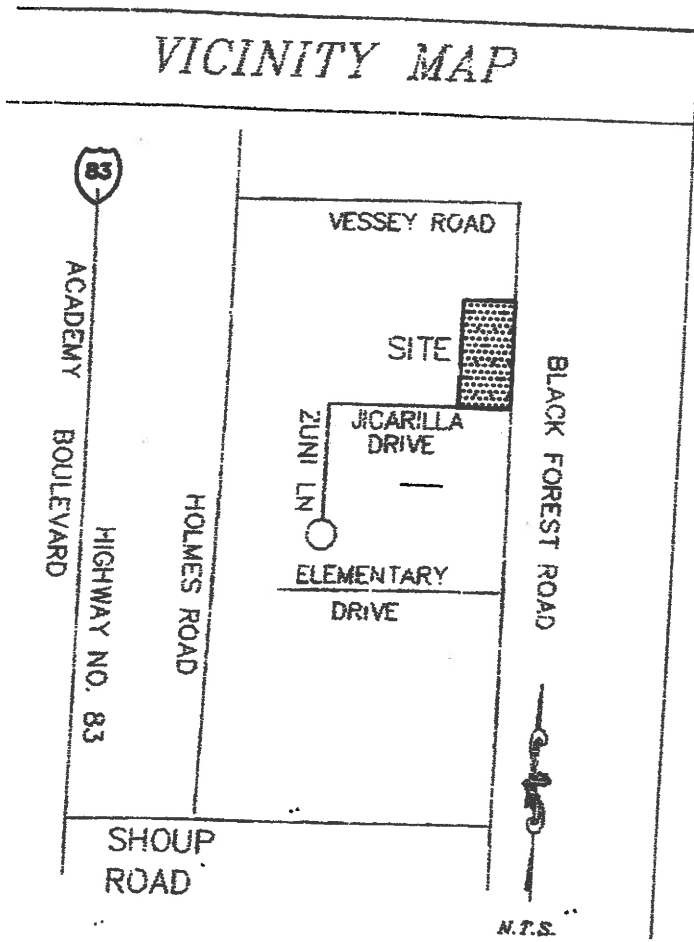 VICINITY MAP
83
VESSEY ROAD
ACADEMY BOULEVARD
SITE
BLACK FOREST ROAD
JICARILLA
DRIVE
ZUNI LN
HOLMES ROAD
HIGHWAY NO. 83
ELEMENTARY
DRIVE
SHOUP
ROAD
N.T.S.